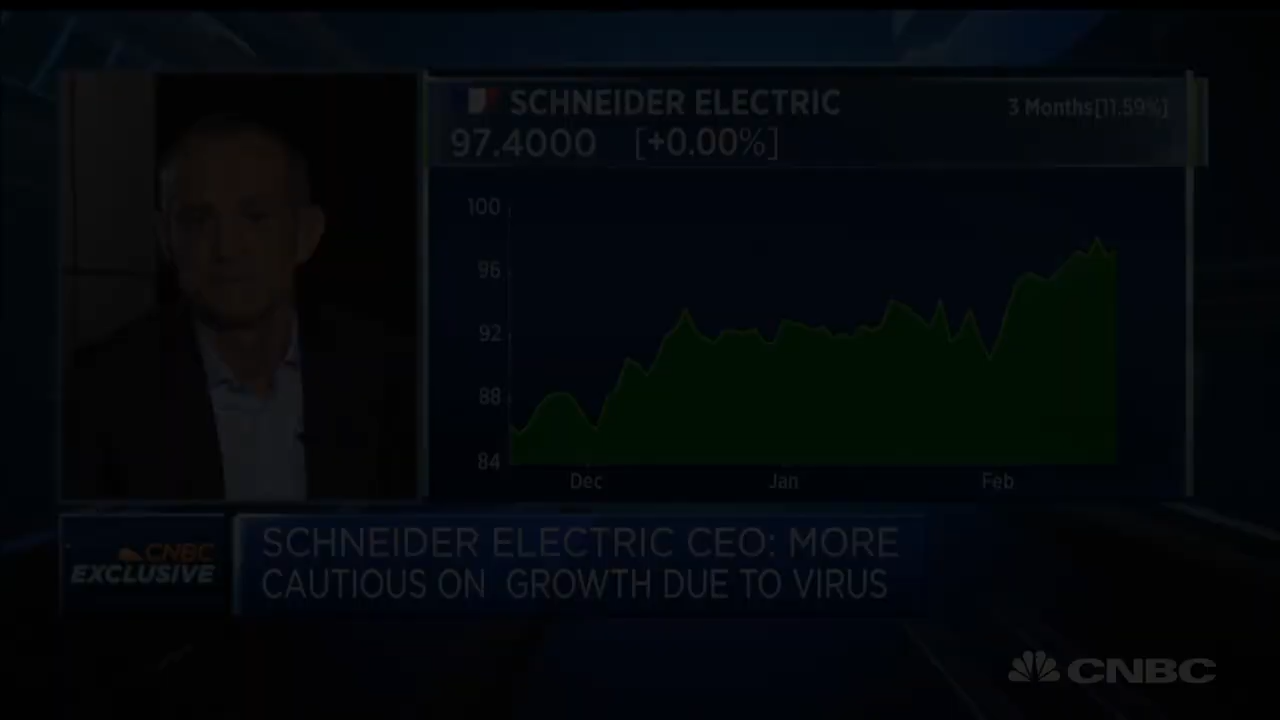 SCHNEIDER ELECTRIC
3 Months[11.59%]
97.4000 [+0.00%]
100
96
92
88
84
Dec Jan Feb
CNBC
EXCLUSIVE
SCHNEIDER ELECTRIC CEO: MORE
CAUTIOUS ON GROWTH DUE TO VIRUS
CNBC